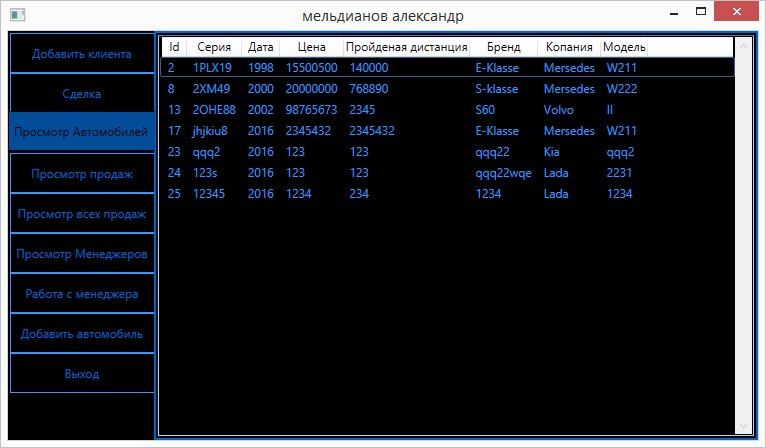 мельдианов александр
Добавить клиента
Сделка
Просмотр Автомобилей
Просмотр продаж
Просмотр всех продаж
Просмотр Менеджеров
Работа с менеджера
Добавить автомобиль
Выход
Id Серия Дата Цена Пройденая дистанция Бренд Копания Модель
2 1PLX19 1998 15500500 140000 E-Klasse Mersedes W211
8 2XM49 2000 20000000 768890 S-klasse Mersedes W222
13 2OHE88 2002 98765673 2345 S60 Volvo II
17 jhjkiu8 2016 2345432 2345432 E-Klasse Mersedes W211
23 qqq2 2016 123 123 qqq22 Kia qqq2
24 123s 2016 123 123 qqq22wqe Lada 2231
25 12345 2016 1234 234 1234 Lada 1234